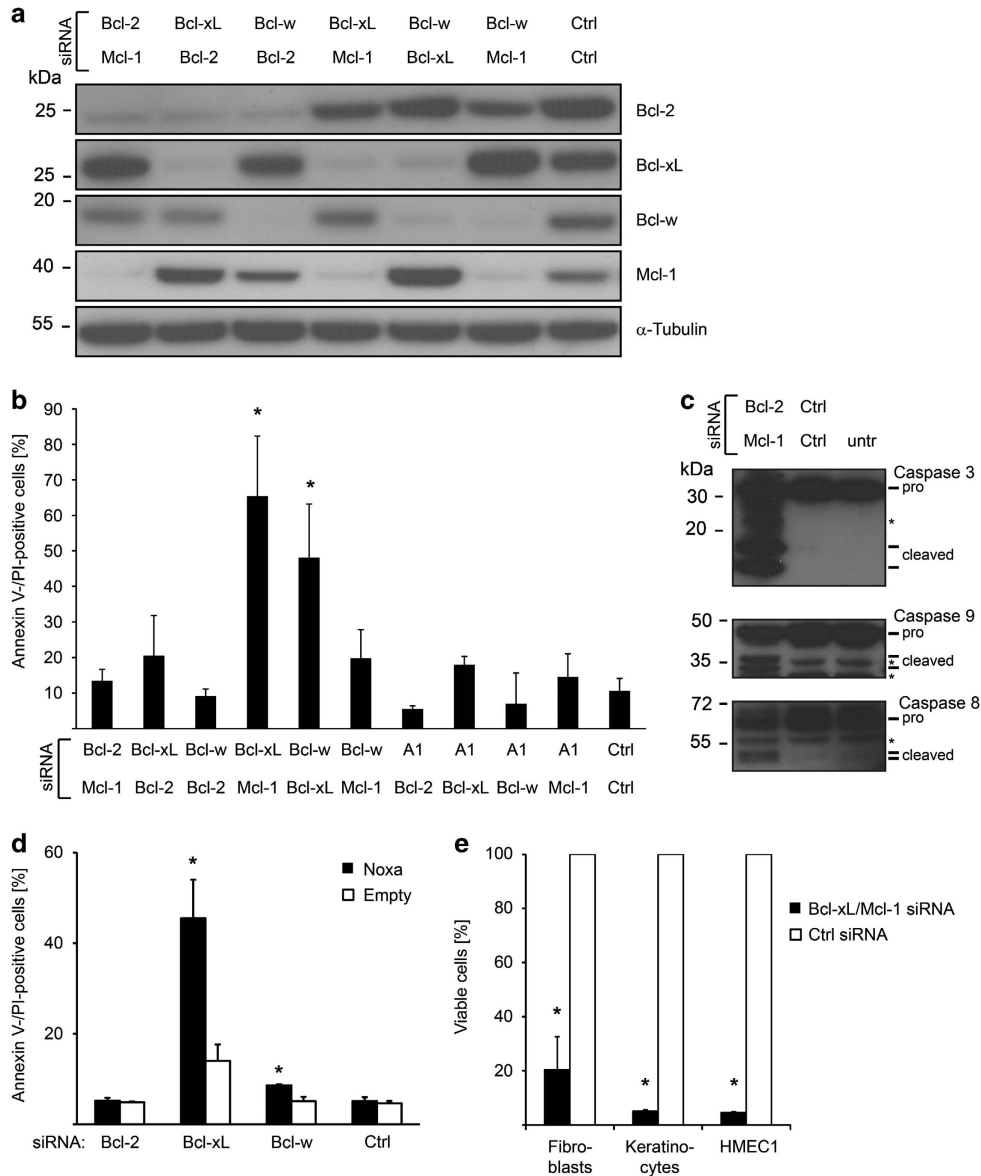 a
siRNA
Bcl-2 Bcl-xL Bcl-w Bcl-xL Bcl-w Bcl-w Ctrl
Mcl-1 Bcl-2 Bcl-2 Mcl-1 Bcl-xL Mcl-1 Ctrl
kDa
25 Bcl-2
25 Bcl-xL
20 Bcl-w
40 Mcl-1
55 α-Tubulin
b
Annexin V-/PI-positive cells [%]
90
80
70
60
50
40
30
20
10
* *
siRNA
Bcl-2 Bcl-xL Bcl-w Bcl-xL Bcl-w Bcl-w A1 A1 A1 A1 Ctrl
Mcl-1 Bcl-2 Bcl-2 Mcl-1 Bcl-xL Mcl-1 Bcl-2 Bcl-xL Bcl-w Mcl-1 Ctrl
c
siRNA
Bcl-2 Ctrl
Mcl-1 Ctrl untr
kDa
Caspase 3
30 pro
20 *
cleaved
50 Caspase 9
pro
35 * cleaved
*
72 Caspase 8
pro
55 *
cleaved
d
Annexin V-/PI-positive cells [%]
60
40
20
* *
Noxa
Empty
siRNA: Bcl-2 Bcl-xL Bcl-w Ctrl
e
Viable cells [%]
100
80
60
40
20
* * *
Bcl-xL/Mcl-1 siRNA
Ctrl siRNA
Fibro-
blasts
Keratino-
cytes
HMEC1